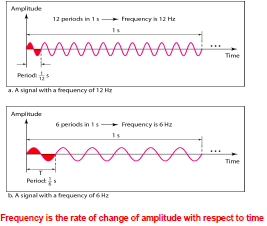 Amplitude
12 periods in 1 s → Frequency is 12 Hz
1 s
•••
Time
Period: 1/12 s
a. A signal with a frequency of 12 Hz
Amplitude
6 periods in 1 s → Frequency is 6 Hz
1 s
•••
Time
T
Period: 1/6 s
b. A signal with a frequency of 6 Hz
Frequency is the rate of change of amplitude with respect to time